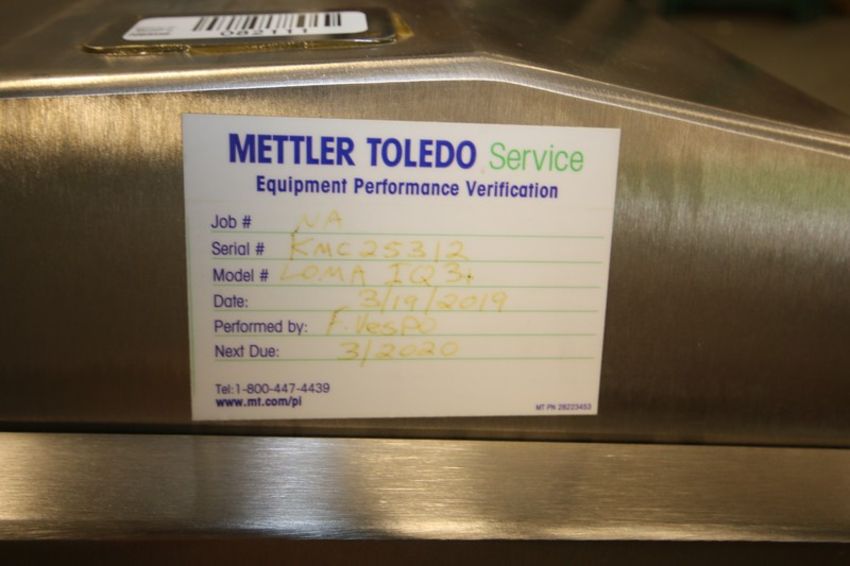 082111
METTLER TOLEDO Service
Equipment Performance Verification
Job # NA
Serial # KMC25312
Model # LOMA IQ3+
Date: 3/19/2019
Performed by: F. Vespo
Next Due: 3/2020
Tel:1-800-447-4439
www.mt.com/pi
MT PN 28223453